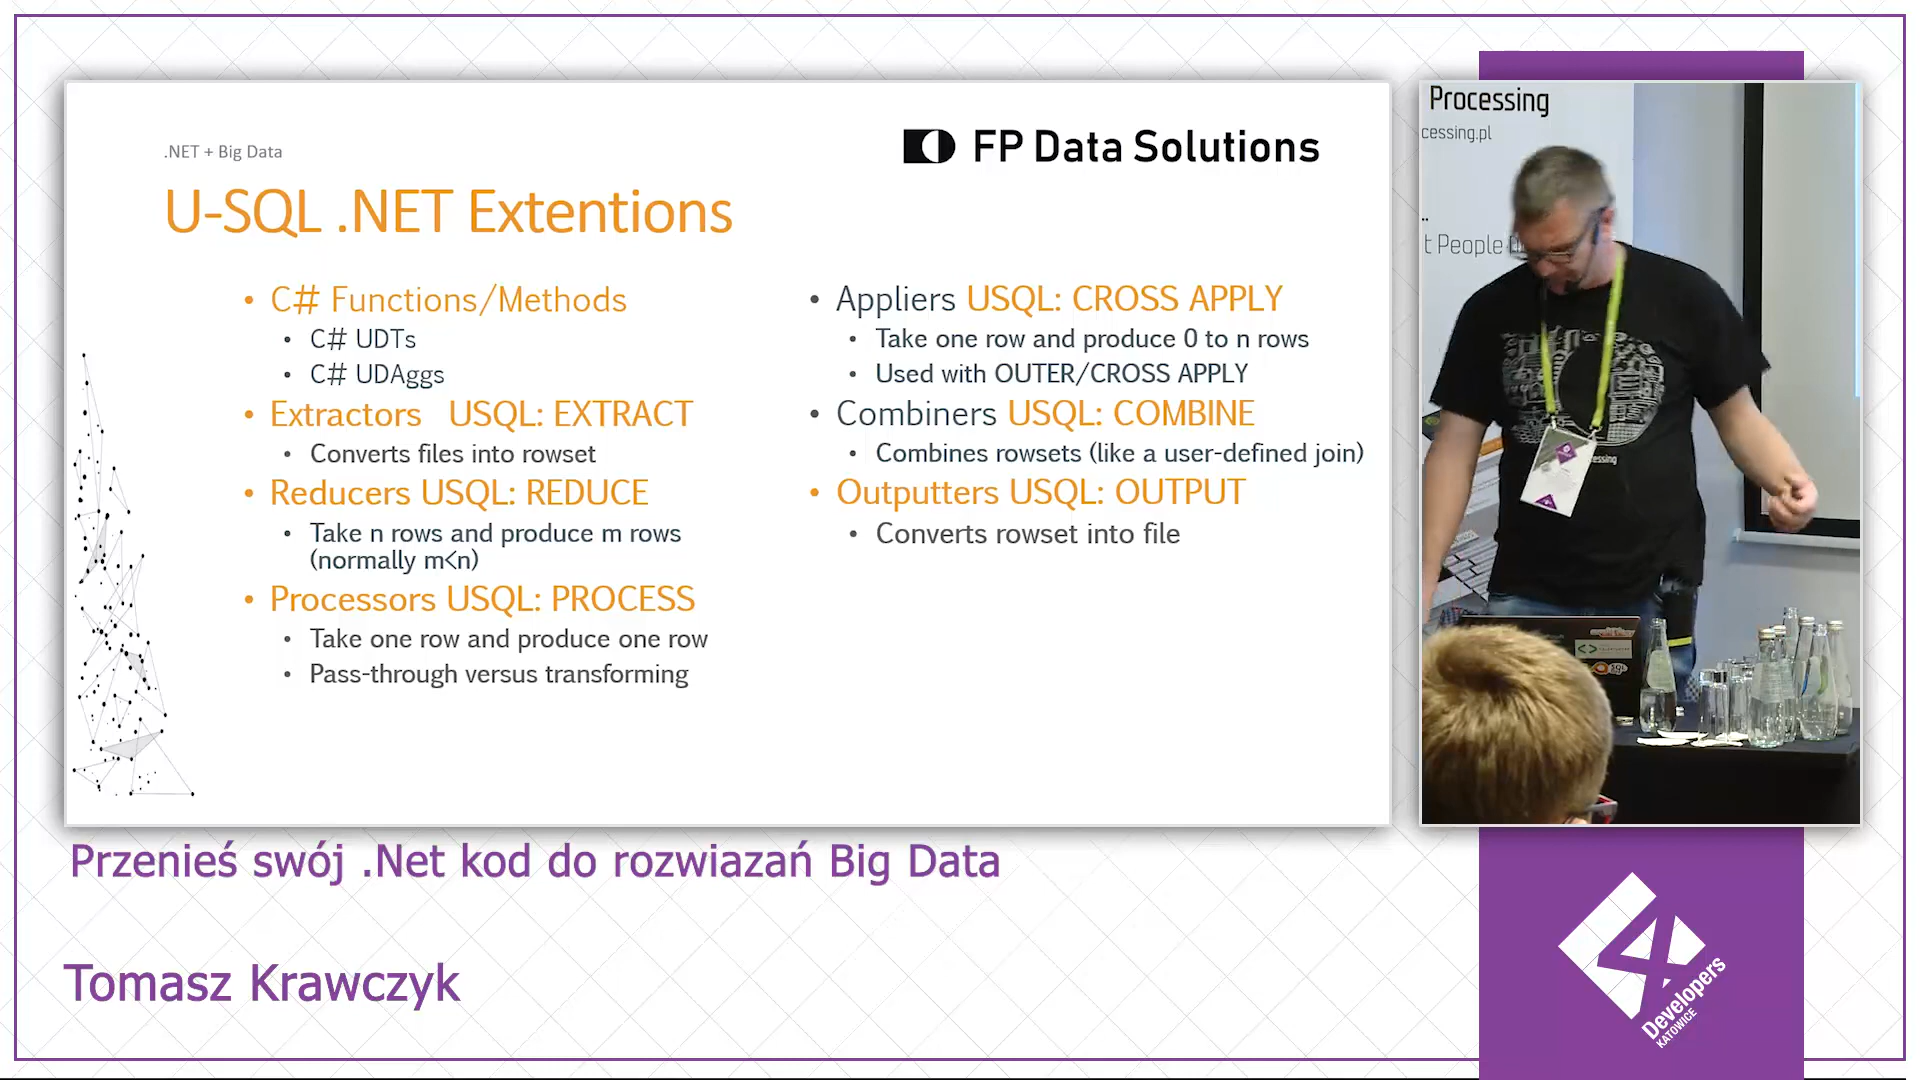 .NET + Big Data
FP Data Solutions
U-SQL .NET Extentions
• C# Functions/Methods
• C# UDTs
• C# UDAggs
• Extractors USQL: EXTRACT
• Converts files into rowset
• Reducers USQL: REDUCE
• Take n rows and produce m rows
(normally m<n)
• Processors USQL: PROCESS
• Take one row and produce one row
• Pass-through versus transforming
• Appliers USQL: CROSS APPLY
• Take one row and produce 0 to n rows
• Used with OUTER/CROSS APPLY
• Combiners USQL: COMBINE
• Combines rowsets (like a user-defined join)
• Outputters USQL: OUTPUT
• Converts rowset into file
Processing
cessing.pl
t People
essing
SQL
Przenieś swój .Net kod do rozwiazań Big Data
Tomasz Krawczyk
4
Developers
KATOWICE